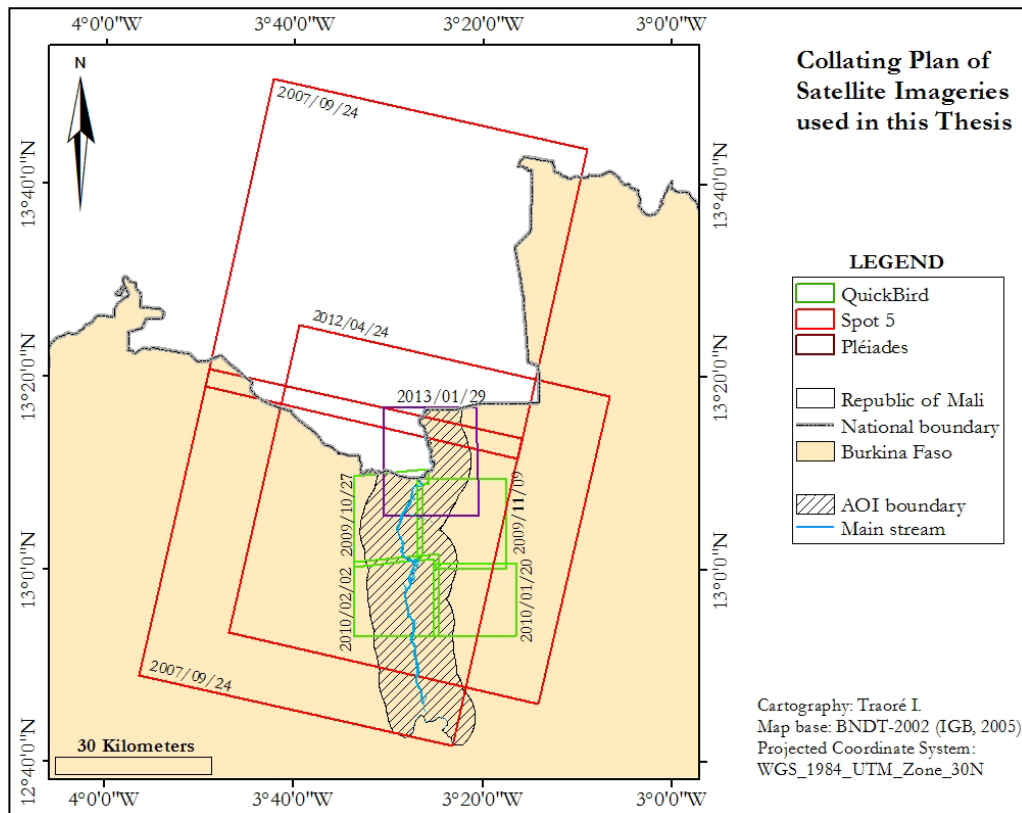 4°0'0"W
3°40'0"W
3°20'0"W
3°0'0"W
N
Collating Plan of
Satellite Imageries
used in this Thesis
2007/09/24
13°40'0"N
13°40'0"N
LEGEND
QuickBird
Spot 5
Pléiades
Republic of Mali
National boundary
Burkina Faso
AOI boundary
Main stream
2012/04/24
13°20'0"N
13°20'0"N
2013/01/29
2009/10/27
2009/11/09
13°0'0"N
13°0'0"N
2010/02/02
2010/01/20
2007/09/24
30 Kilometers
12°40'0"N
12°40'0"N
Cartography: Traoré I.
Map base: BNDT-2002 (IGB, 2005)
Projected Coordinate System:
WGS_1984_UTM_Zone_30N
4°0'0"W
3°40'0"W
3°20'0"W
3°0'0"W